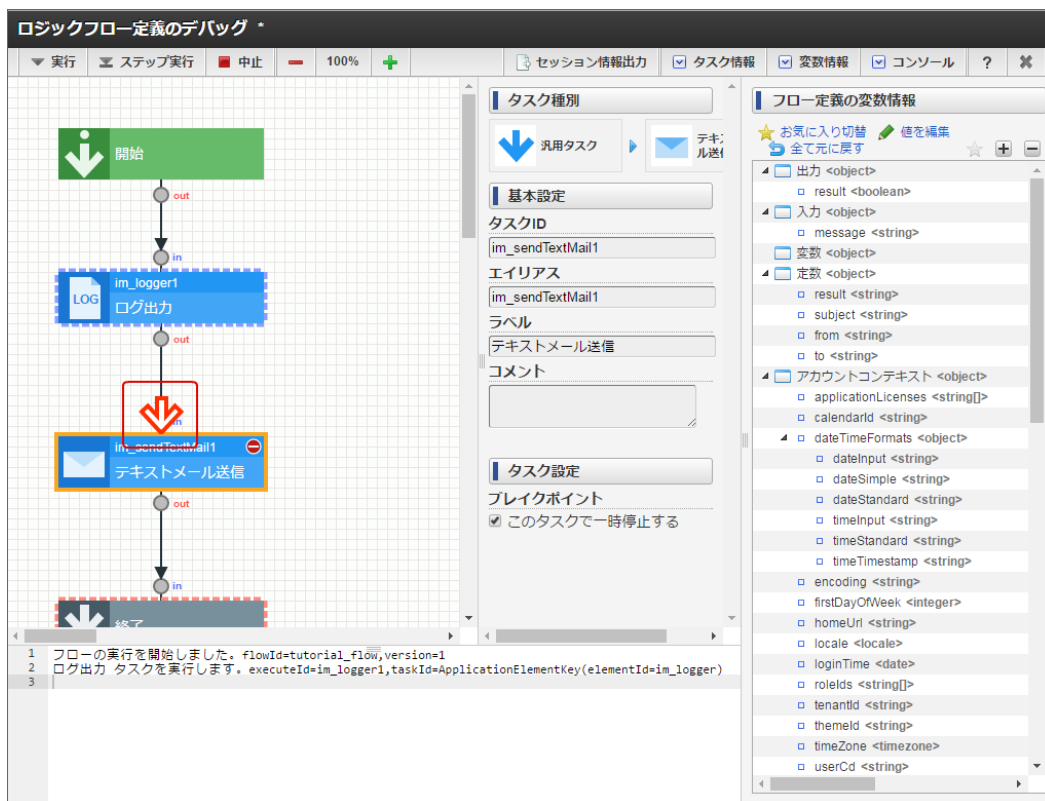 ロジックフロー定義のデバッグ *
実行 ステップ実行 中止 100% セッション情報出力 タスク情報 変数情報 コンソール ?
開始
out
in
im_logger1
LOG
ログ出力
out
in
im_sendTextMail1
テキストメール送信
out
in
終了
タスク種別
汎用タスク
テキ
ル送
基本設定
タスクID
im_sendTextMail1
エイリアス
im_sendTextMail1
ラベル
テキストメール送信
コメント
タスク設定
ブレイクポイント
このタスクで一時停止する
フロー定義の変数情報
お気に入り切替 値を編集
全て元に戻す
出力 <object>
result <boolean>
入力 <object>
message <string>
変数 <object>
定数 <object>
result <string>
subject <string>
from <string>
to <string>
アカウントコンテキスト <object>
applicationLicenses <string[]>
calendarId <string>
dateTimeFormats <object>
dateInput <string>
dateSimple <string>
dateStandard <string>
timeInput <string>
timeStandard <string>
timeTimestamp <string>
encoding <string>
firstDayOfWeek <integer>
homeUrl <string>
locale <locale>
loginTime <date>
roleIds <string[]>
tenantId <string>
themeId <string>
timeZone <timezone>
userCd <string>
1 フローの実行を開始しました。flowId=tutorial_flow,version=1
2 ログ出力 タスクを実行します。executeId=im_logger1,taskId=ApplicationElementKey(elementId=im_logger)
3